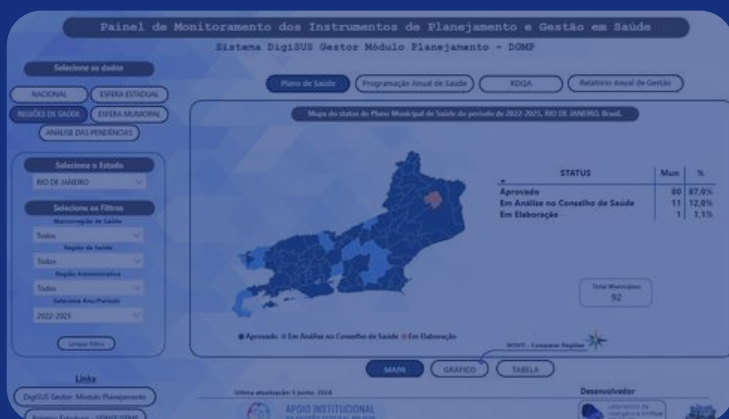 Painel de Monitoramento dos Instrumentos de Planejamento e Gestão em Saúde
Sistema DigiSUS Gestor Módulo Planejamento - DGMP
Selecione os dados
NACIONAL
ESFERA ESTADUAL
REGIÕES DE SAÚDE
ESFERA MUNICIPAL
ANÁLISE DAS PENDÊNCIAS
Selecione o Estado
RIO DE JANEIRO
Selecione os Filtros
Macrorregião de Saúde
Todos
Região de Saúde
Todos
Região Administrativa
Todos
Selecione Ano/Período
2022-2025
Limpar filtros
Links
DigiSUS Gestor Módulo Planejamento
Plano de Saúde
Programação Anual de Saúde
RDQA
Relatório Anual de Gestão
Mapa do status do Plano Municipal de Saúde do período de 2022-2025, RIO DE JANEIRO, Brasil.
STATUS Mun %
Aprovado 80 87,0%
Em Análise no Conselho de Saúde 11 12,0%
Em Elaboração 1 1,1%
Total Municípios
92
Aprovado Em Análise no Conselho de Saúde Em Elaboração
NOVO - Comparar Regiões
MAPA
GRÁFICO
TABELA
Última atualização: 5 junho, 2024
APOIO INSTITUCIONAL
Desenvolvedor